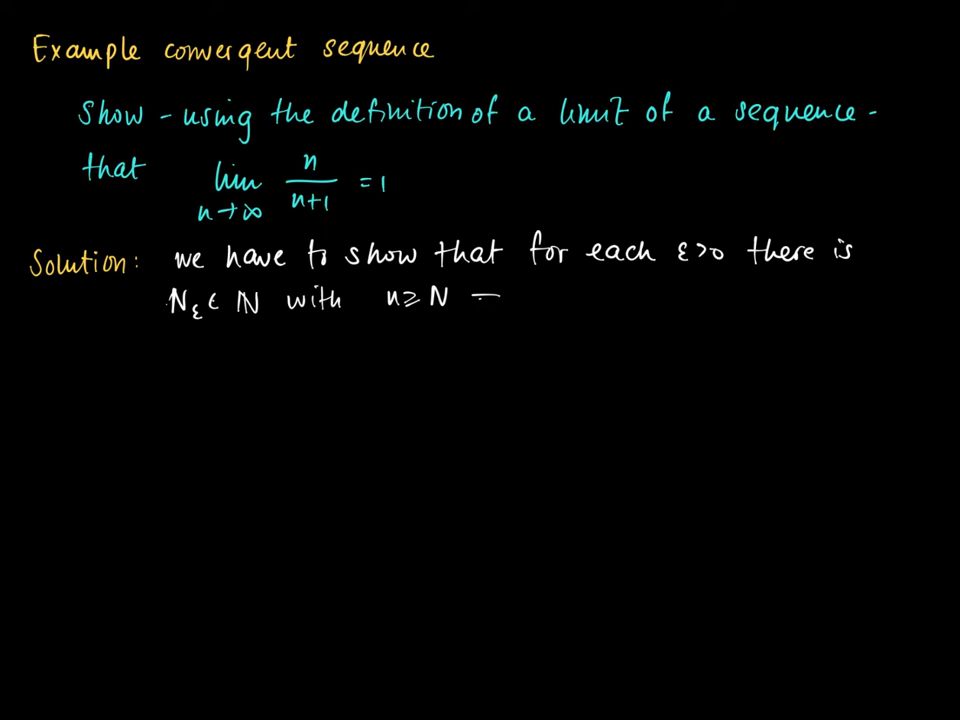 Example convergent sequence
Show - using the definition of a limit of a sequence -
that lim n→∞ n/n+1 = 1
Solution: we have to show that for each ε>0 there is
N_ε ∈ ℕ with n ≥ N